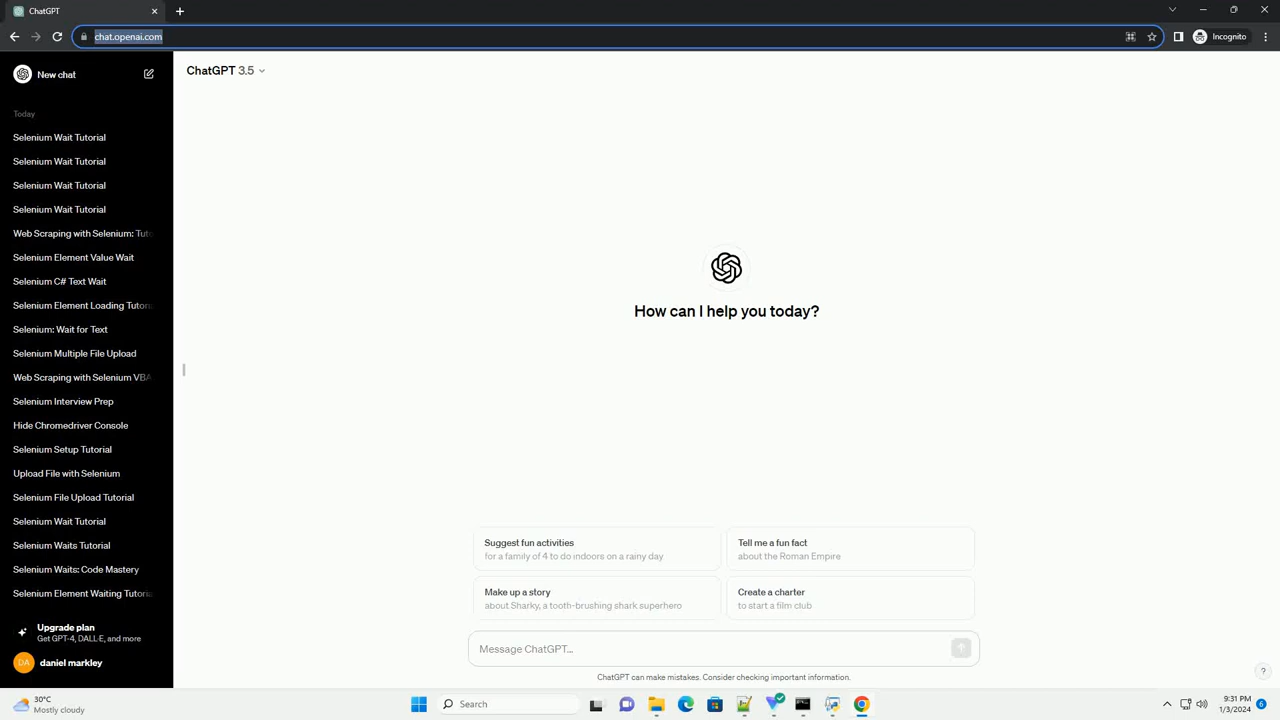 ChatGPT
chat.openai.com
Incognito
New chat
ChatGPT 3.5
Today
Selenium Wait Tutorial
Selenium Wait Tutorial
Selenium Wait Tutorial
Selenium Wait Tutorial
Web Scraping with Selenium: Tuto
Selenium Element Value Wait
Selenium C# Text Wait
Selenium Element Loading Tutoria
Selenium: Wait for Text
Selenium Multiple File Upload
Web Scraping with Selenium VBA
Selenium Interview Prep
Hide Chromedriver Console
Selenium Setup Tutorial
Upload File with Selenium
Selenium File Upload Tutorial
Selenium Wait Tutorial
Selenium Waits Tutorial
Selenium Waits: Code Mastery
Selenium Element Waiting Tutoria
Upgrade plan
Get GPT-4, DALL·E, and more
DA
daniel markley
How can I help you today?
Suggest fun activities
for a family of 4 to do indoors on a rainy day
Tell me a fun fact
about the Roman Empire
Make up a story
about Sharky, a tooth-brushing shark superhero
Create a charter
to start a film club
Message ChatGPT...
ChatGPT can make mistakes. Consider checking important information.
?
30°C
Mostly cloudy
Search
9:31 PM
1/3/2024
6